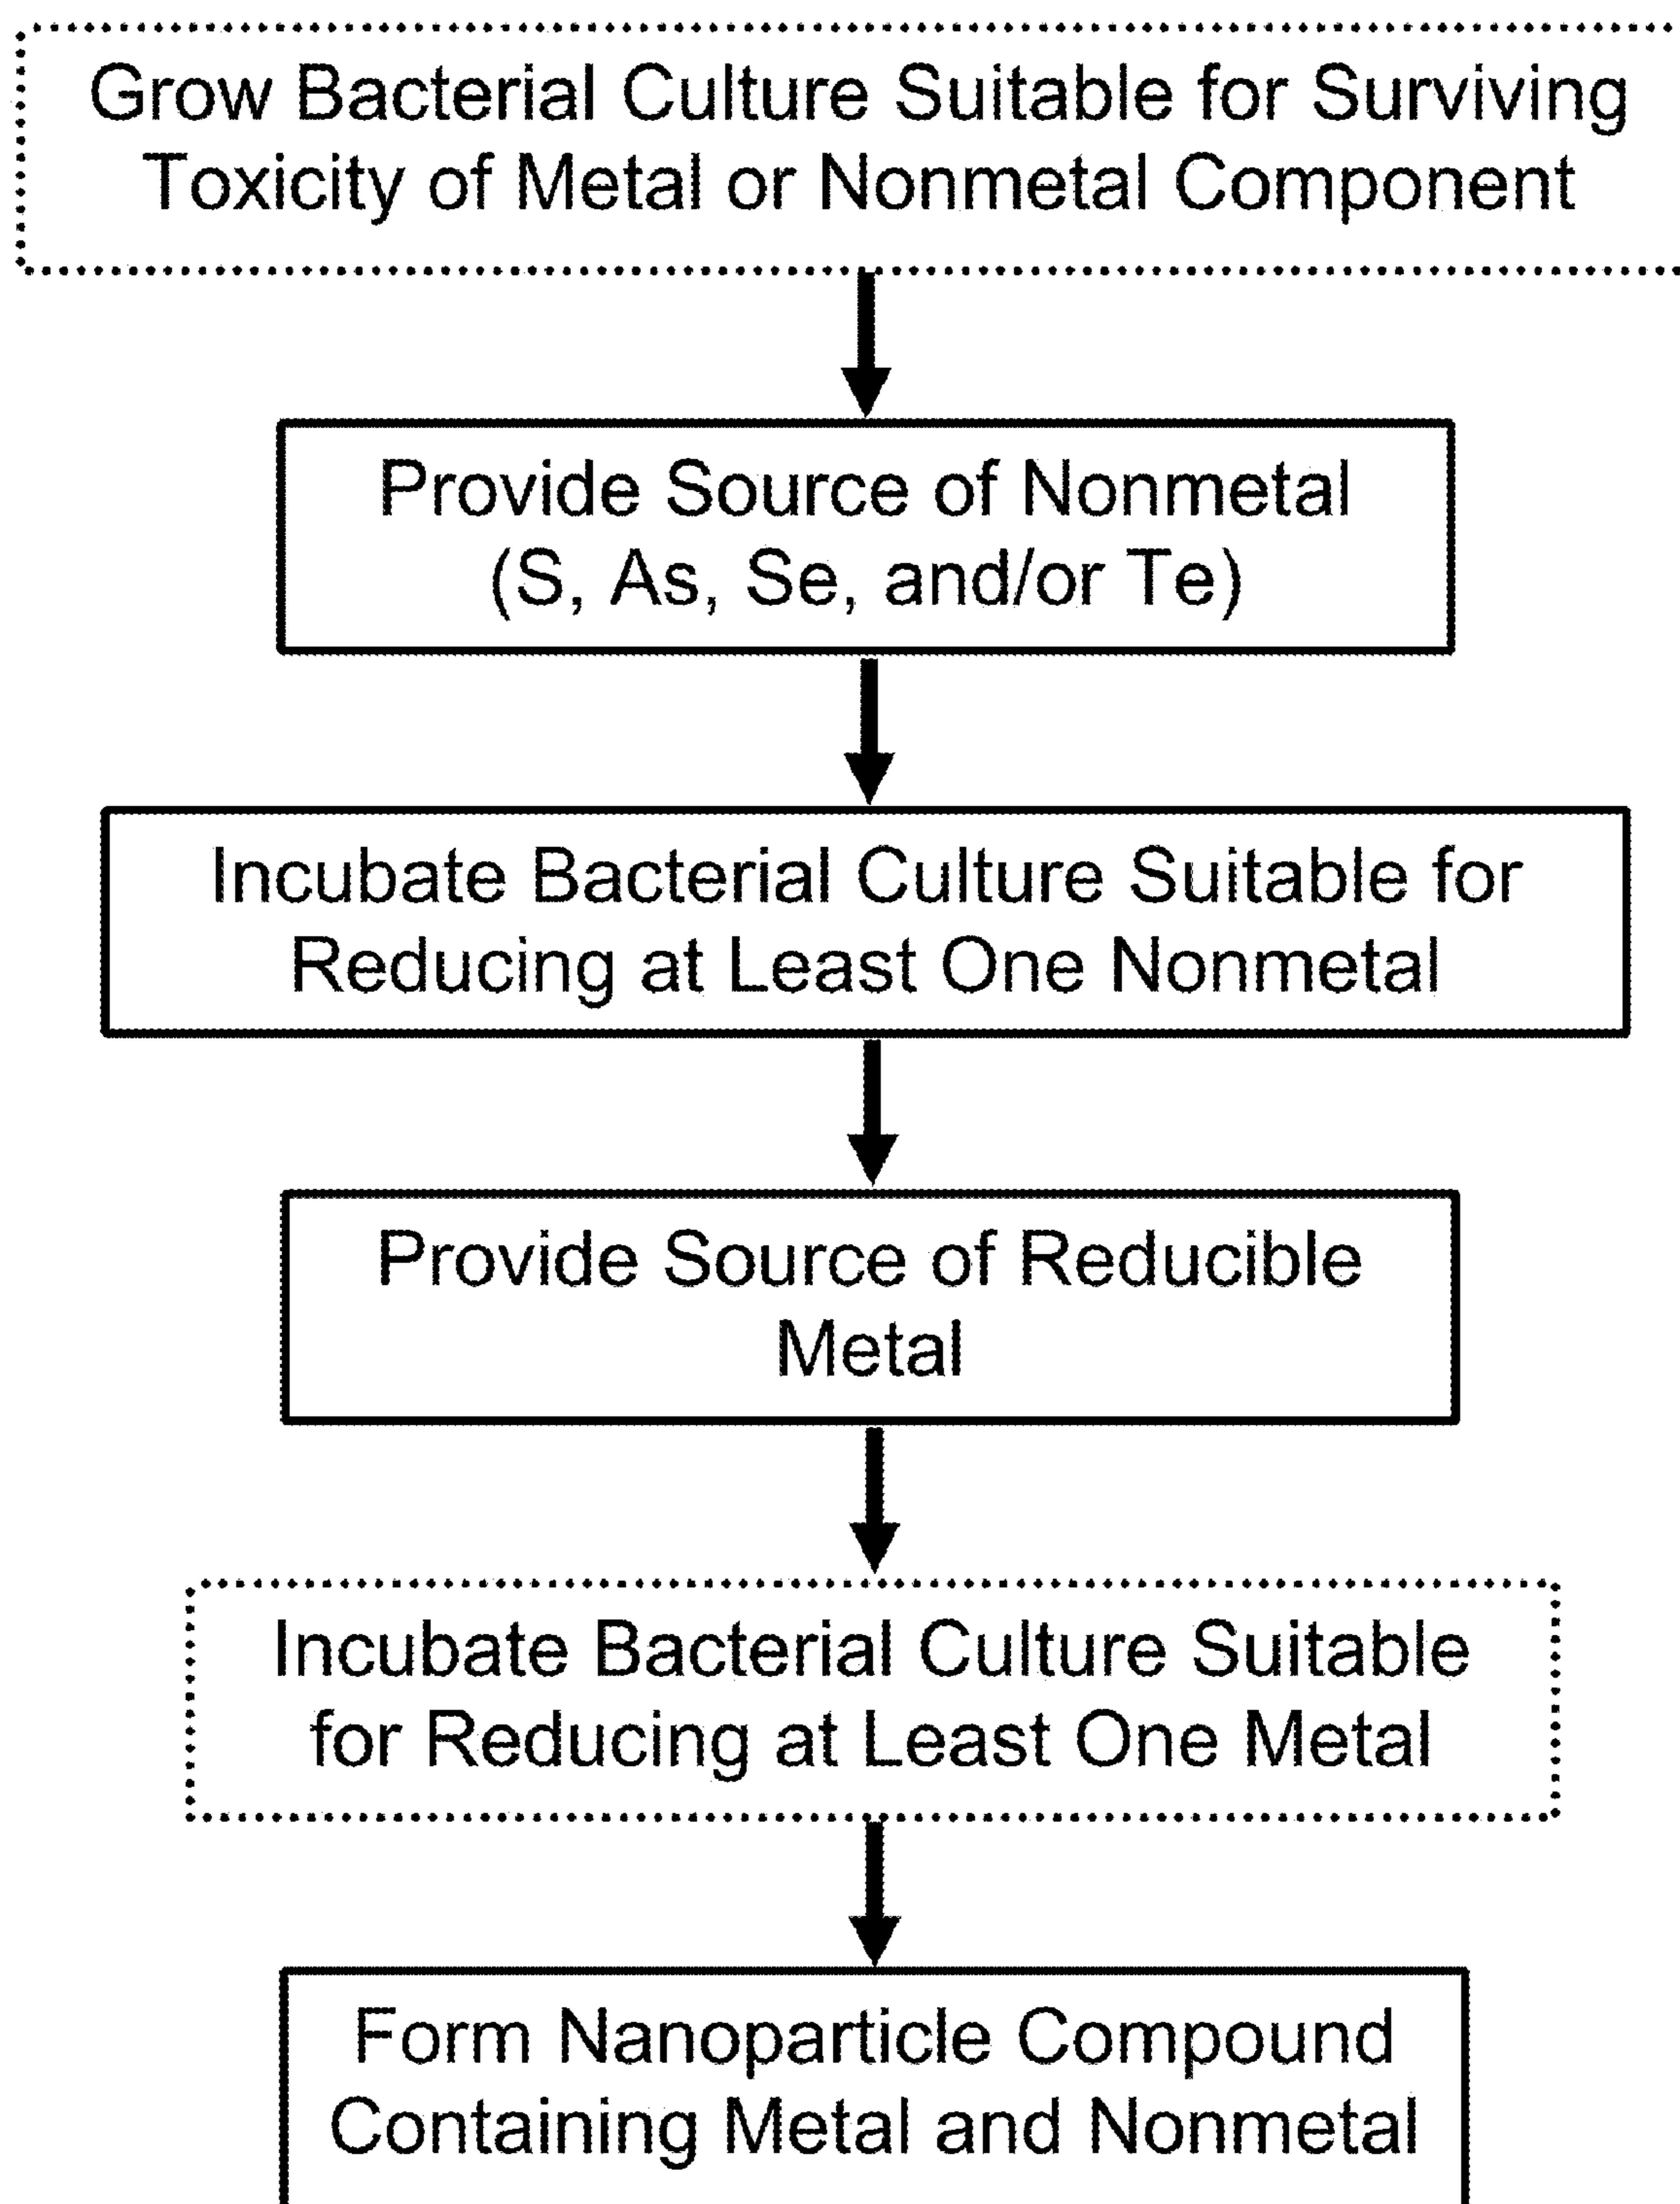 Grow Bacterial Culture Suitable for Surviving
Toxicity of Metal or Nonmetal Component
Provide Source of Nonmetal
(S, As, Se, and/or Te)
Incubate Bacterial Culture Suitable for
Reducing at Least One Nonmetal
Provide Source of Reducible
Metal
Incubate Bacterial Culture Suitable
for Reducing at Least One Metal
Form Nanoparticle Compound
Containing Metal and Nonmetal